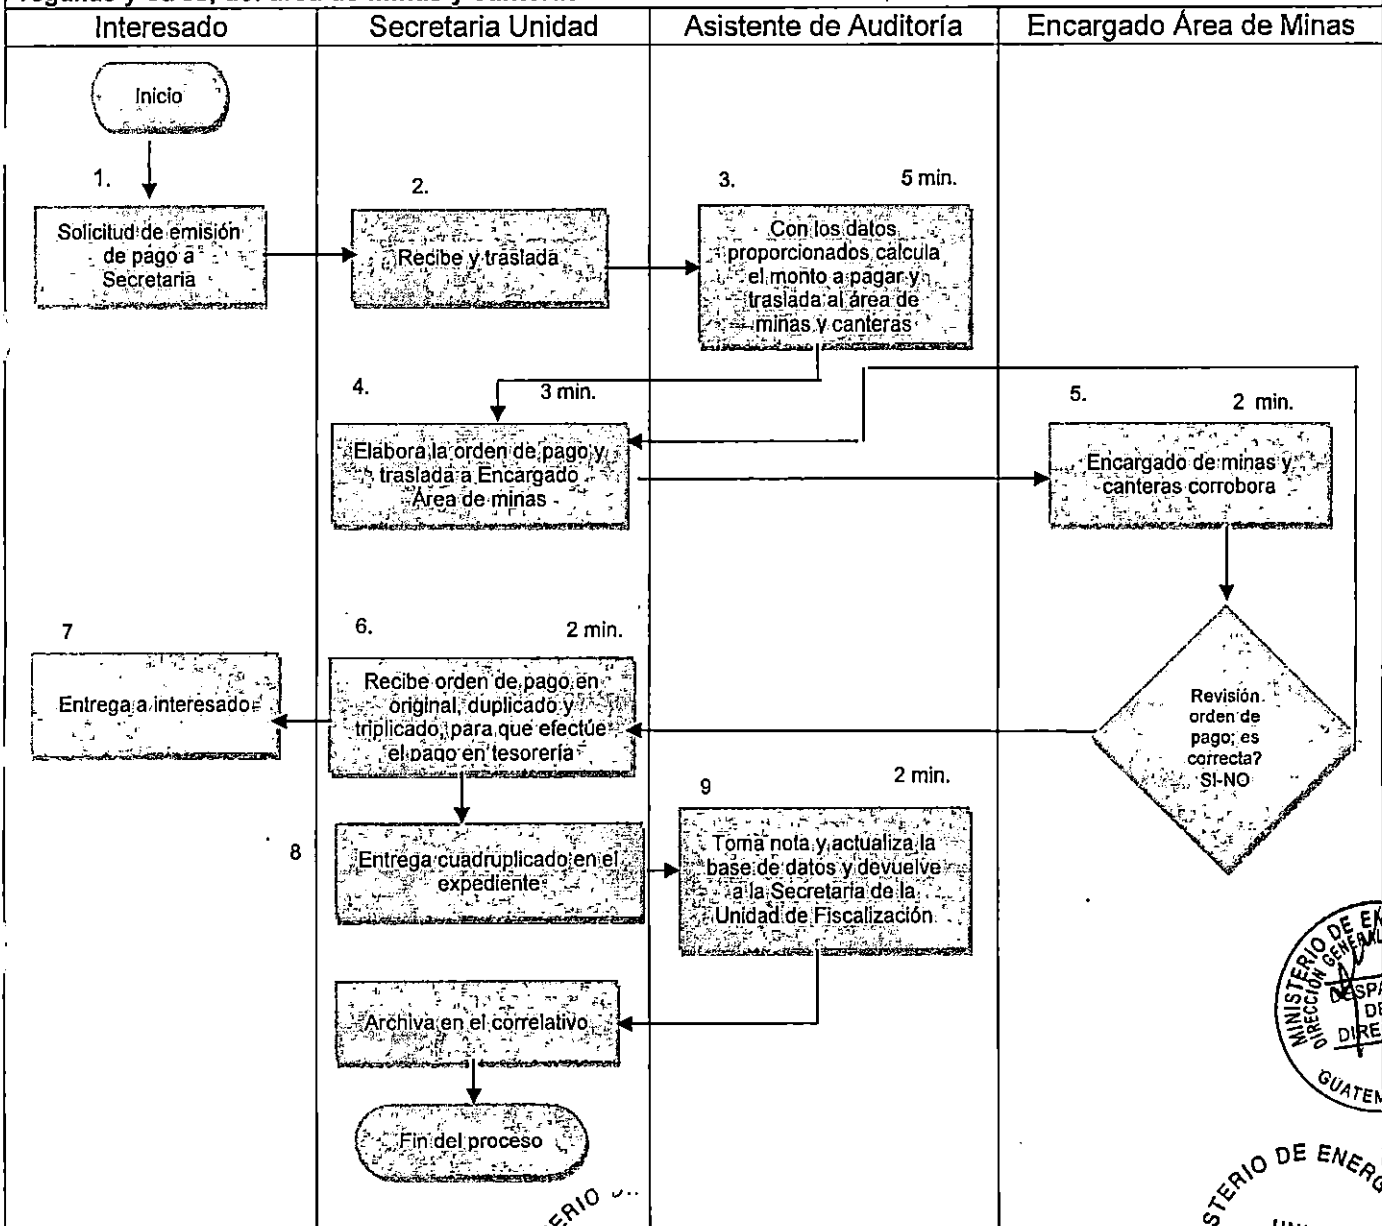 Interesado
Secretaria Unidad
Asistente de Auditoría
Encargado Área de Minas
Inicio
1.
2.
3.
5 min.
Solicitud de emisión
de pago a
Secretaria
Recibe y traslada
Con los datos
proporcionados calcula
el monto a pagar y
traslada al área de
minas y canteras
4.
3 min.
5.
2 min.
Elabora la orden de pago y
traslada a Encargado
Área de minas
Encargado de minas y
canteras corrobora
7
6.
2 min.
Entrega a interesado
Recibe orden de pago en
original, duplicado y
triplicado, para que efectúe
el pago en tesorería
Revisión
orden de
pago; es
correcta?
SI-NO
9
2 min.
8
Entrega cuadruplicado en el
expediente
Toma nota y actualiza la
base de datos y devuelve
a la Secretaria de la
Unidad de Fiscalización
Archiva en el correlativo
Fin del proceso
MINISTERIO DE
DIRECCIÓN GENERAL
DE ENERG